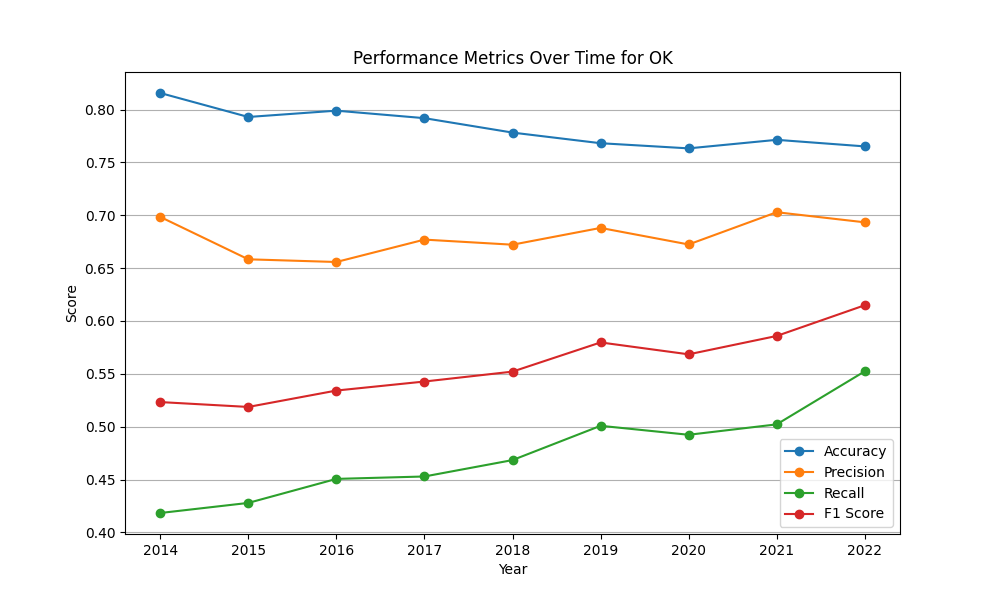 Performance Metrics Over Time for OK
0.80
0.75
0.70
0.65
0.60
0.55
0.50
0.45
0.40
Score
Accuracy
Precision
Recall
F1 Score
2014 2015 2016 2017 2018 2019 2020 2021 2022
Year